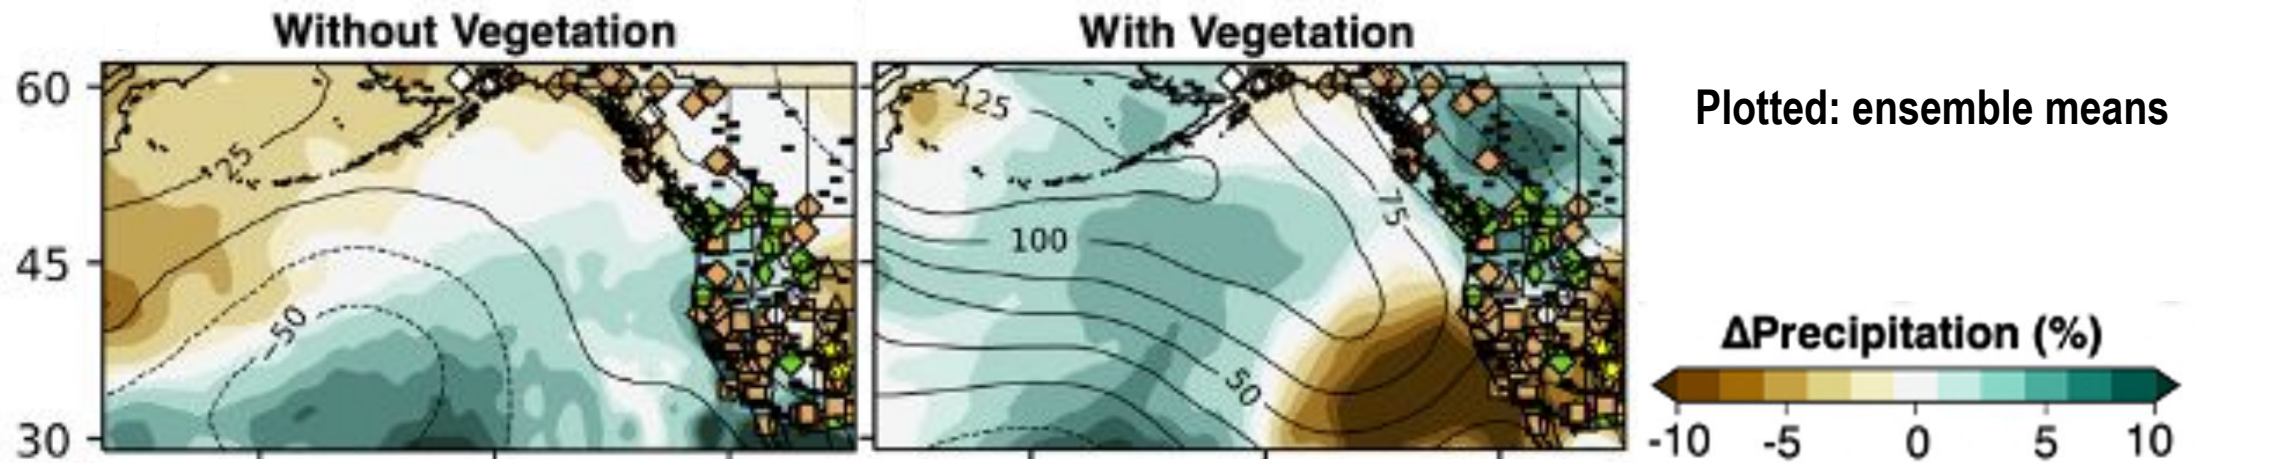 Without Vegetation
With Vegetation
60
45
30
-50
125
100
75
50
Plotted: ensemble means
ΔPrecipitation (%)
-10 -5 0 5 10